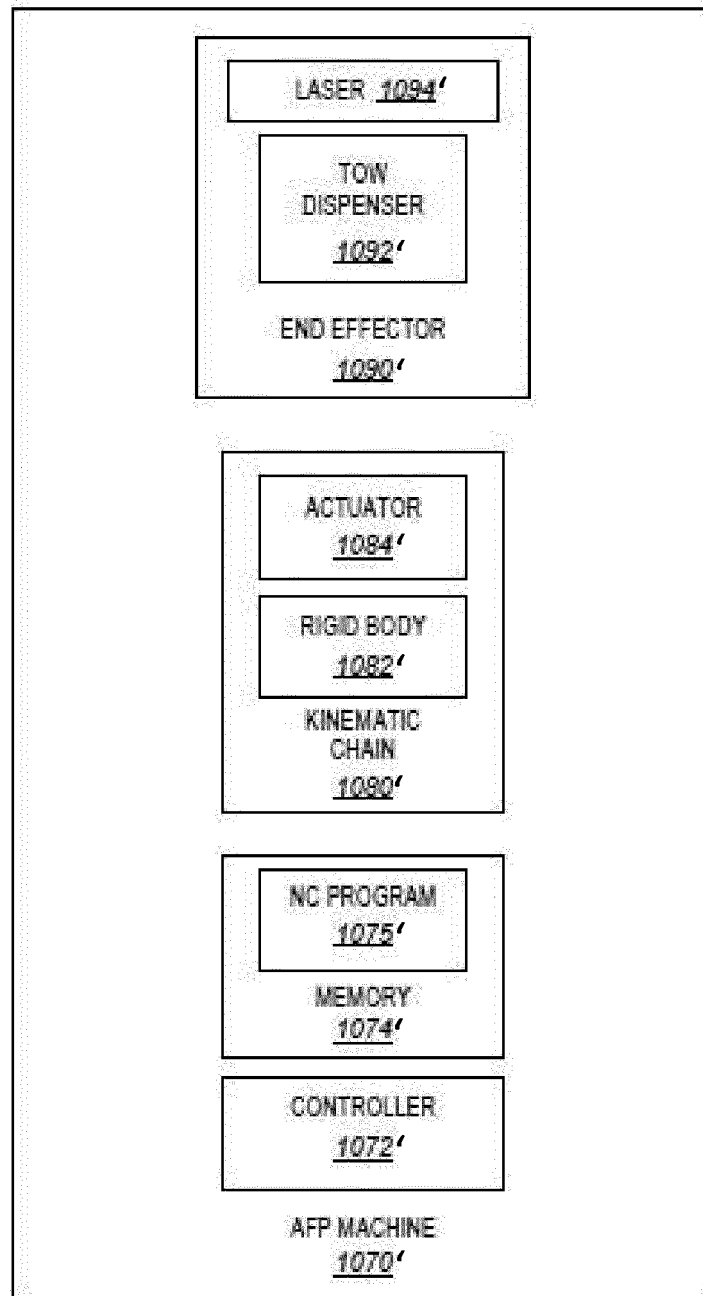 LASER 1094'
TOW
DISPENSER
1092'
END EFFECTOR
1090'
ACTUATOR
1084'
RIGID BODY
1082'
KINEMATIC
CHAIN
1080'
NC PROGRAM
1075'
MEMORY
1074'
CONTROLLER
1072'
AFP MACHINE
1070'